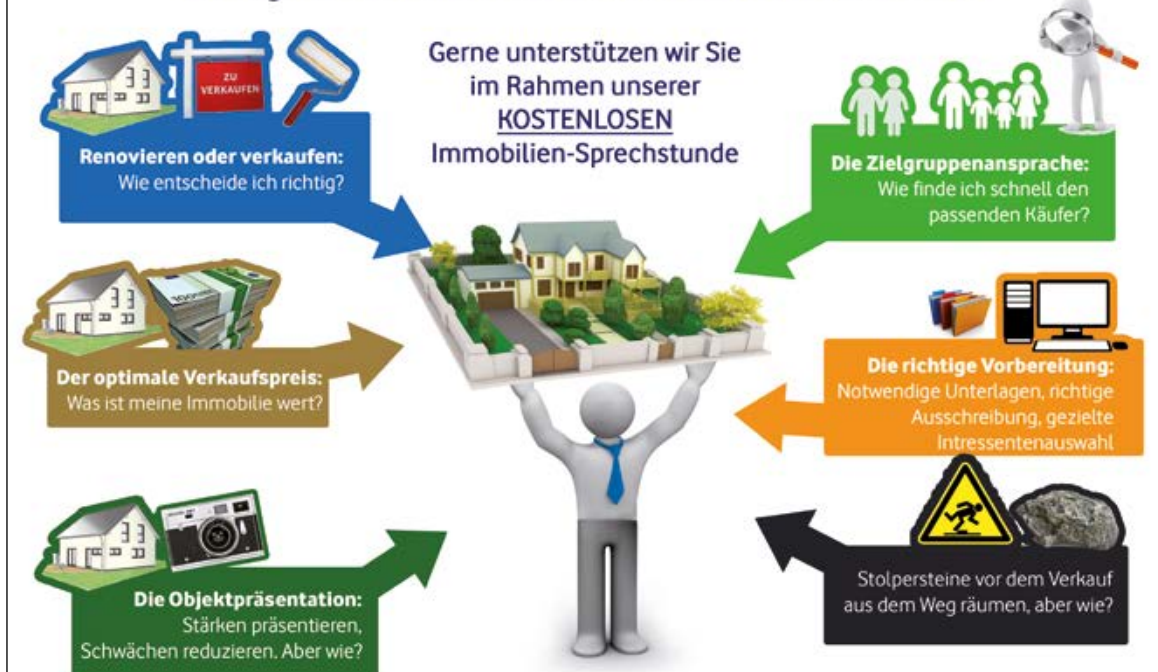 Gerne unterstützen wir Sie
im Rahmen unserer
KOSTENLOSEN
Immobilien-Sprechstunde
ZU
VERKAUFEN
Renovieren oder verkaufen:
Wie entscheide ich richtig?
Der optimale Verkaufspreis:
Was ist meine Immobilie wert?
Die Objektpräsentation:
Stärken präsentieren,
Schwächen reduzieren. Aber wie?
Die Zielgruppenansprache:
Wie finde ich schnell den
passenden Käufer?
Die richtige Vorbereitung:
Notwendige Unterlagen, richtige
Ausschreibung, gezielte
Intressentenauswahl
Stolpersteine vor dem Verkauf
aus dem Weg räumen, aber wie?